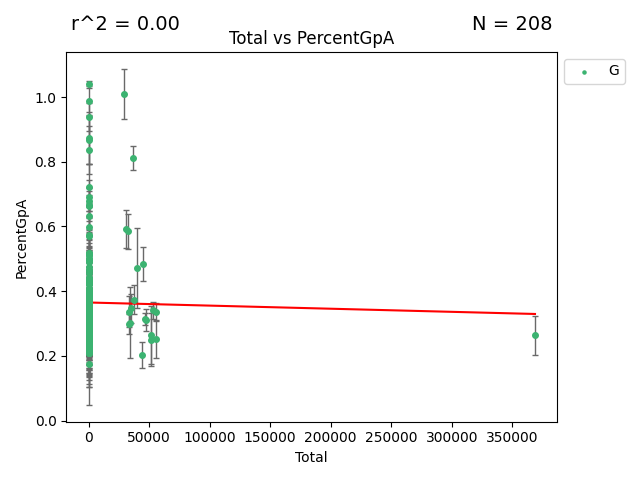 r^2 = 0.00
N = 208
Total vs PercentGpA
G
1.0
0.8
0.6
0.4
0.2
0.0
PercentGpA
0 50000 100000 150000 200000 250000 300000 350000
Total